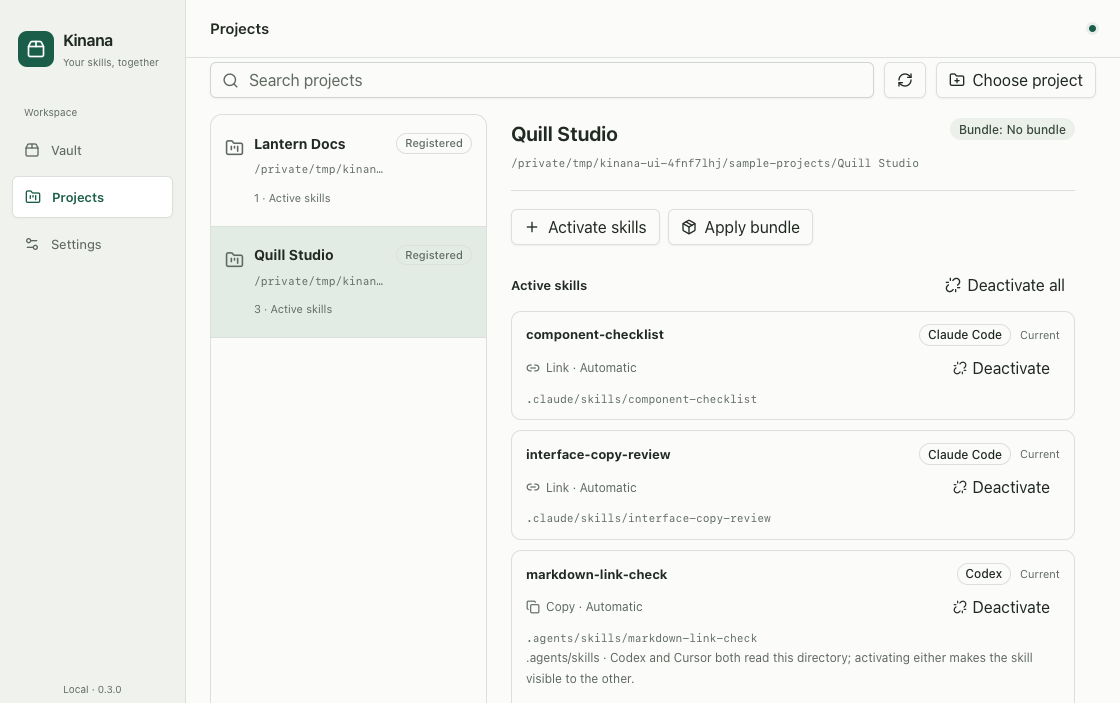 Kinana
Your skills, together
Workspace
Vault
Projects
Settings
Local · 0.3.0
Projects
Search projects
Choose project
Lantern Docs
Registered
/private/tmp/kinan…
1 · Active skills
Quill Studio
Registered
/private/tmp/kinan…
3 · Active skills
Quill Studio
Bundle: No bundle
/private/tmp/kinana-ui-4fnf7lhj/sample-projects/Quill Studio
Activate skills
Apply bundle
Active skills
Deactivate all
component-checklist
Claude Code
Current
Link · Automatic
Deactivate
.claude/skills/component-checklist
interface-copy-review
Claude Code
Current
Link · Automatic
Deactivate
.claude/skills/interface-copy-review
markdown-link-check
Codex
Current
Copy · Automatic
Deactivate
.agents/skills/markdown-link-check
.agents/skills · Codex and Cursor both read this directory; activating either makes the skill
visible to the other.